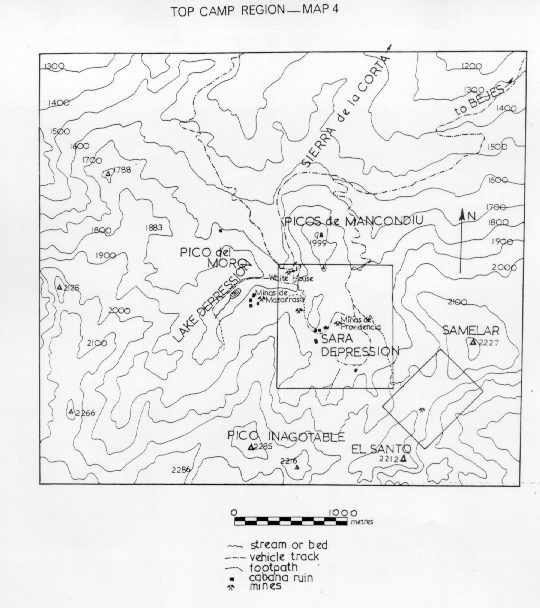 TOP CAMP REGION — MAP 4
1300
1200
1400
1300
to BEJES
1400
1500
SIERRA de la CORTA
1600
1500
1700
1788
1600
1700
PICOS de MANCONDIU
1800
1883
1800
N
1999
1900
1900
PICO del
MORO
2000
White House
LAKE DEPRESSION
2000
Minas de
Mazarrasa
2100
Minas de
Providencia
SAMELAR
2227
2100
SARA
DEPRESSION
2266
PICO INAGOTABLE
2285
EL SANTO
2212
2286
2216
0
1000
metres
stream or bed
vehicle track
footpath
cabana ruin
mines